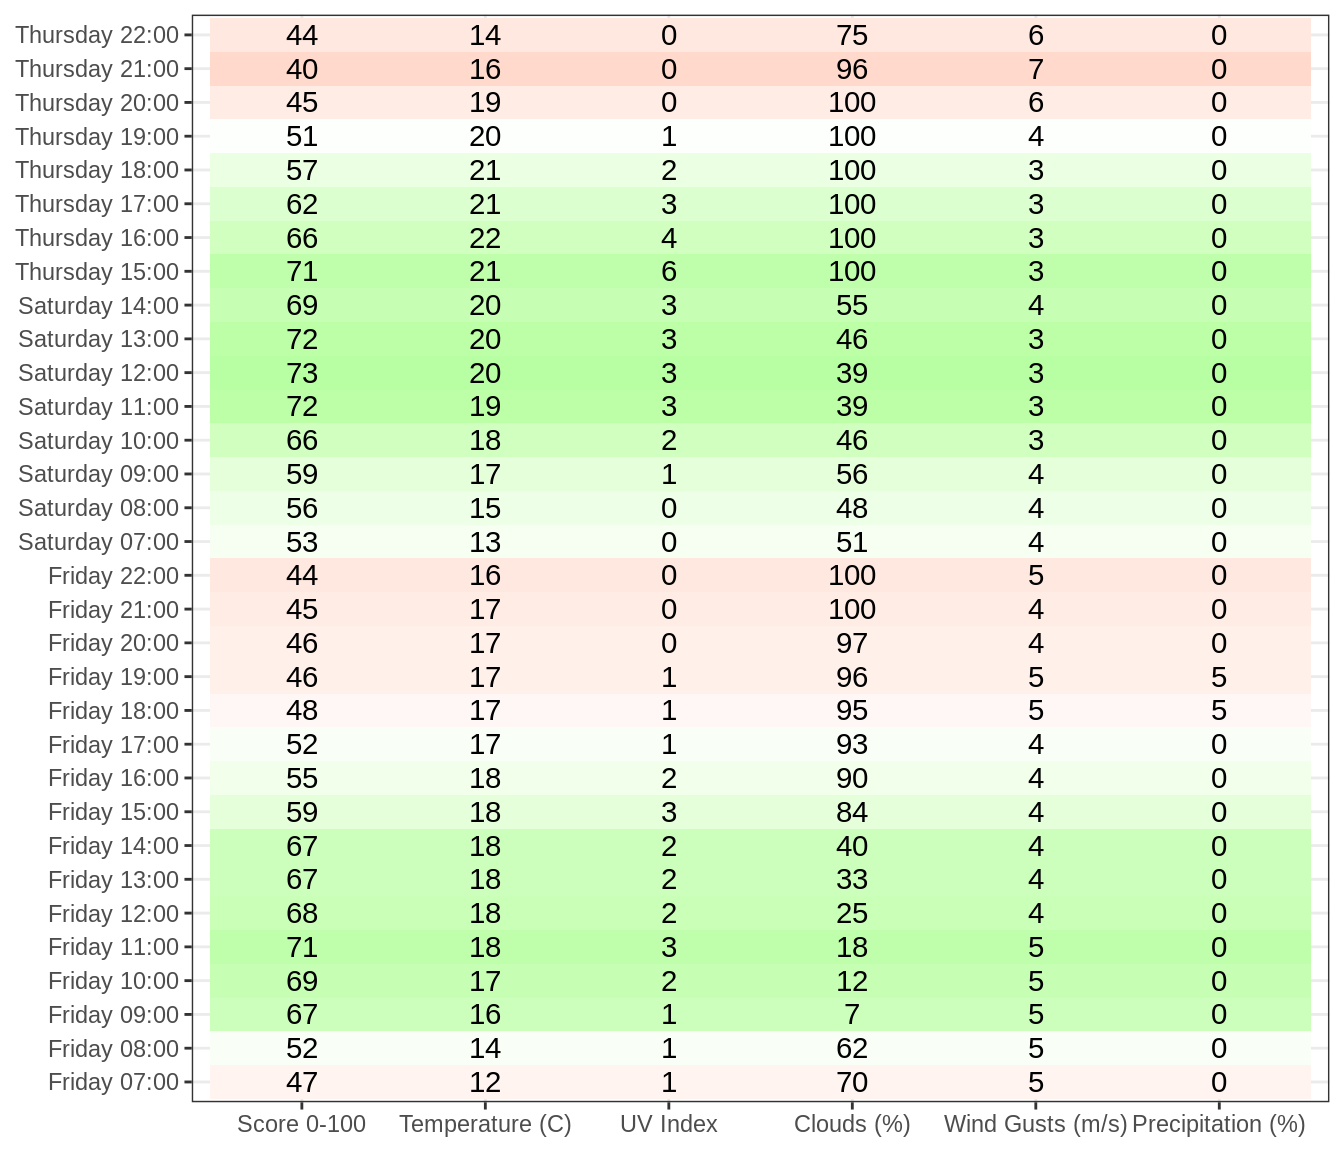 Thursday 22:00 44 14 0 75 6 0
Thursday 21:00 40 16 0 96 7 0
Thursday 20:00 45 19 0 100 6 0
Thursday 19:00 51 20 1 100 4 0
Thursday 18:00 57 21 2 100 3 0
Thursday 17:00 62 21 3 100 3 0
Thursday 16:00 66 22 4 100 3 0
Thursday 15:00 71 21 6 100 3 0
Saturday 14:00 69 20 3 55 4 0
Saturday 13:00 72 20 3 46 3 0
Saturday 12:00 73 20 3 39 3 0
Saturday 11:00 72 19 3 39 3 0
Saturday 10:00 66 18 2 46 3 0
Saturday 09:00 59 17 1 56 4 0
Saturday 08:00 56 15 0 48 4 0
Saturday 07:00 53 13 0 51 4 0
Friday 22:00 44 16 0 100 5 0
Friday 21:00 45 17 0 100 4 0
Friday 20:00 46 17 0 97 4 0
Friday 19:00 46 17 1 96 5 5
Friday 18:00 48 17 1 95 5 5
Friday 17:00 52 17 1 93 4 0
Friday 16:00 55 18 2 90 4 0
Friday 15:00 59 18 3 84 4 0
Friday 14:00 67 18 2 40 4 0
Friday 13:00 67 18 2 33 4 0
Friday 12:00 68 18 2 25 4 0
Friday 11:00 71 18 3 18 5 0
Friday 10:00 69 17 2 12 5 0
Friday 09:00 67 16 1 7 5 0
Friday 08:00 52 14 1 62 5 0
Friday 07:00 47 12 1 70 5 0
Score 0-100 Temperature (C) UV Index Clouds (%) Wind Gusts (m/s) Precipitation (%)